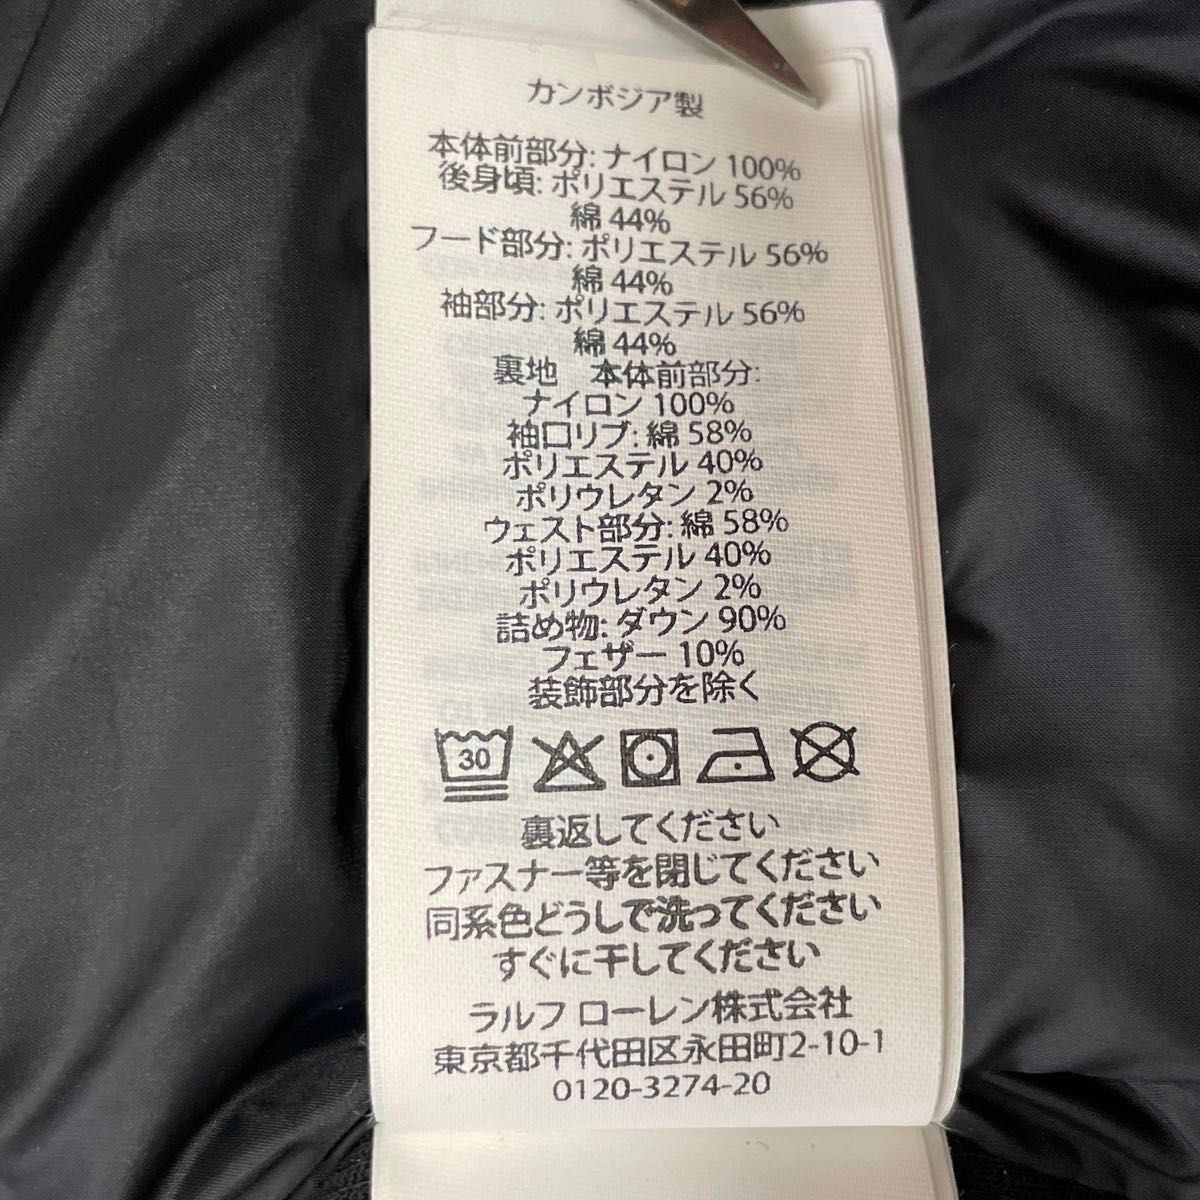 カンボジア製
本体前部分: ナイロン 100%
後身頃: ポリエステル 56%
綿 44%
フード部分: ポリエステル 56%
綿 44%
袖部分: ポリエステル 56%
綿 44%
裏地　本体前部分:
ナイロン 100%
袖口リブ: 綿 58%
ポリエステル 40%
ポリウレタン 2%
ウェスト部分: 綿 58%
ポリエステル 40%
ポリウレタン 2%
詰め物: ダウン 90%
フェザー 10%
装飾部分を除く
30
裏返してください
ファスナー等を閉じてください
同系色どうしで洗ってください
すぐに干してください
ラルフ ローレン株式会社
東京都千代田区永田町2-10-1
0120-3274-20